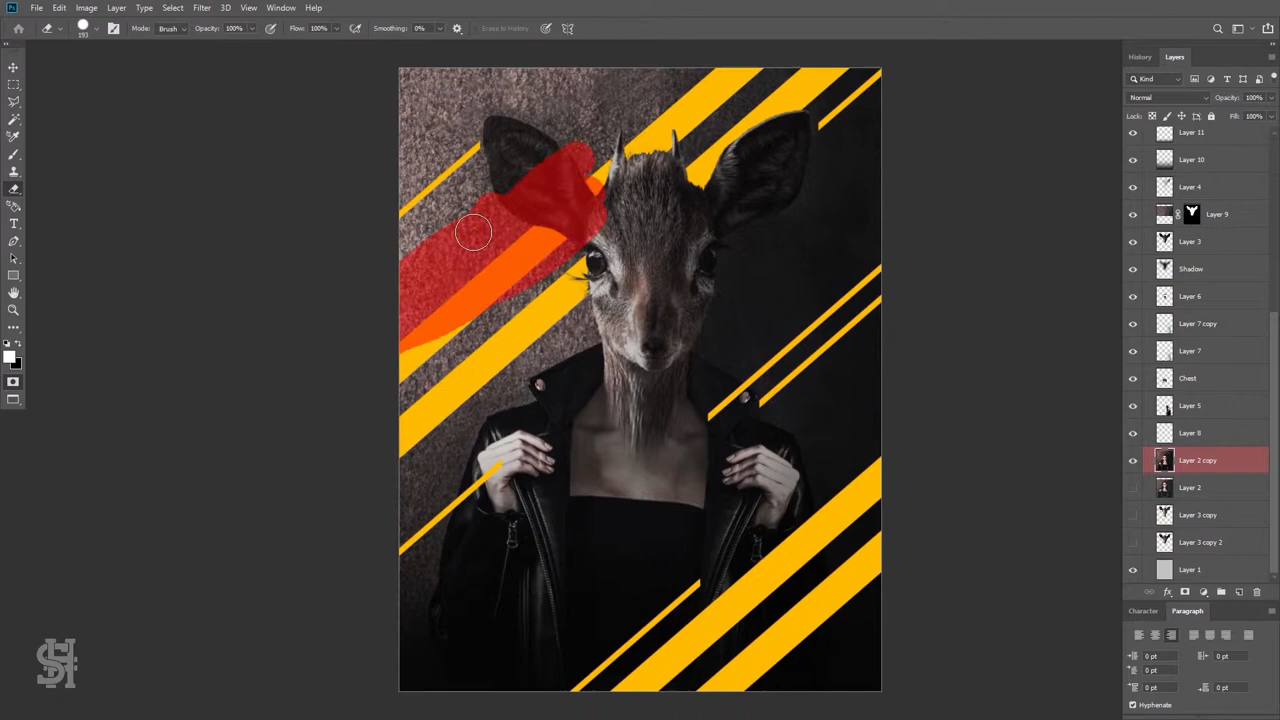 Ps File Edit Image Layer Type Select Filter 3D View Window Help
193 Mode: Brush Opacity: 100% Flow: 100% Smoothing: 0% Erase to History
History Layers
Kind
Normal Opacity: 100%
Lock: Fill: 100%
Layer 11
Layer 10
Layer 4
Layer 9
Layer 3
Shadow
Layer 6
Layer 7 copy
Layer 7
Chest
Layer 5
Layer 8
Layer 2 copy
Layer 2
Layer 3 copy
Layer 3 copy 2
Layer 1
fx
Character Paragraph
0 pt 0 pt
0 pt
0 pt 0 pt
Hyphenate